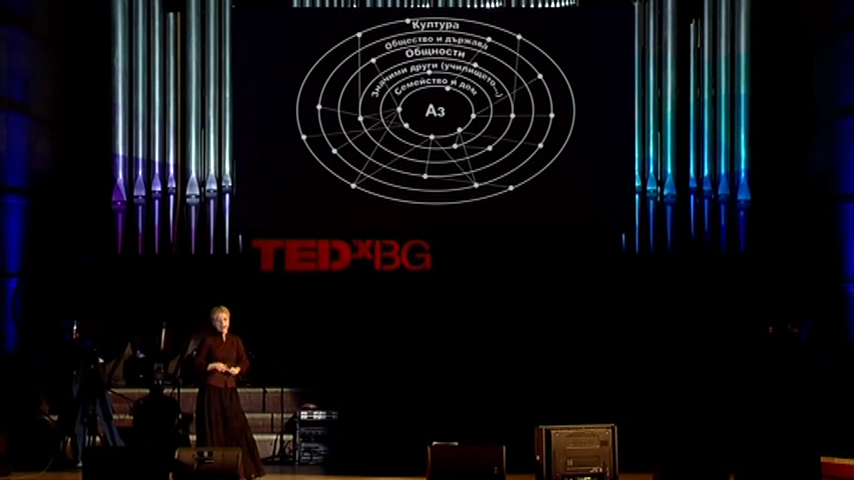 Култура
Общество и държава
Общности
Значими други (училището...)
Семейство и дом
Аз
TEDxBG